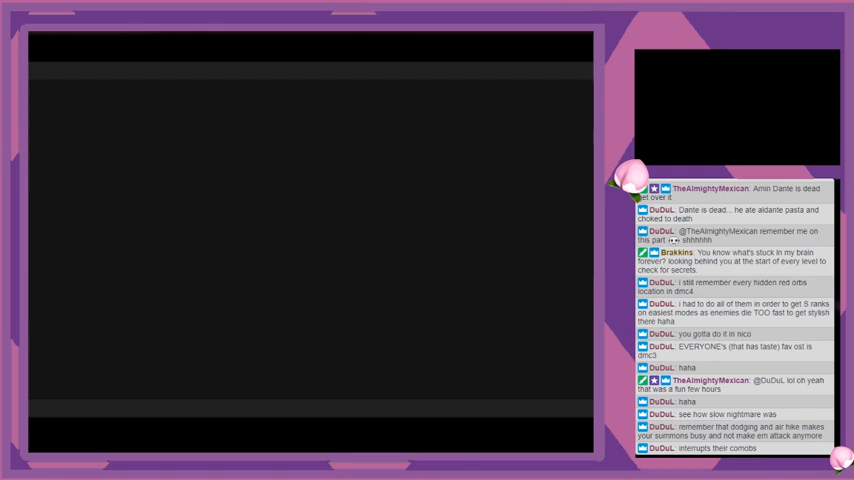 TheAlmightyMexican: Amin Dante is dead
get over it
DuDuL: Dante is dead... he ate aldante pasta and
choked to death
DuDuL: @TheAlmightyMexican remember me on
this part 👀 shhhhhh
Brakkins: You know what's stuck in my brain
forever? looking behind you at the start of every level to
check for secrets.
DuDuL: i still remember every hidden red orbs
location in dmc4
DuDuL: i had to do all of them in order to get S ranks
on easiest modes as enemies die TOO fast to get stylish
there haha
DuDuL: you gotta do it in nico
DuDuL: EVERYONE's (that has taste) fav ost is
dmc3
DuDuL: haha
TheAlmightyMexican: @DuDuL lol oh yeah
that was a fun few hours
DuDuL: haha
DuDuL: see how slow nightmare was
DuDuL: remember that dodging and air hike makes
your summons busy and not make em attack anymore
DuDuL: interrupts their comobs